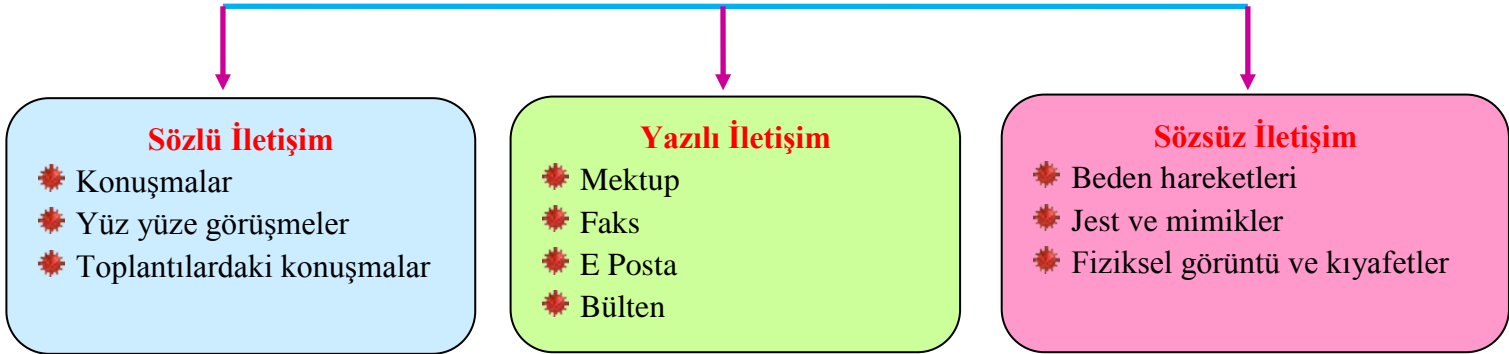 Sözlü İletişim
Konuşmalar
Yüz yüze görüşmeler
Toplantılardaki konuşmalar
Yazılı İletişim
Mektup
Faks
E Posta
Bülten
Sözsüz İletişim
Beden hareketleri
Jest ve mimikler
Fiziksel görüntü ve kıyafetler